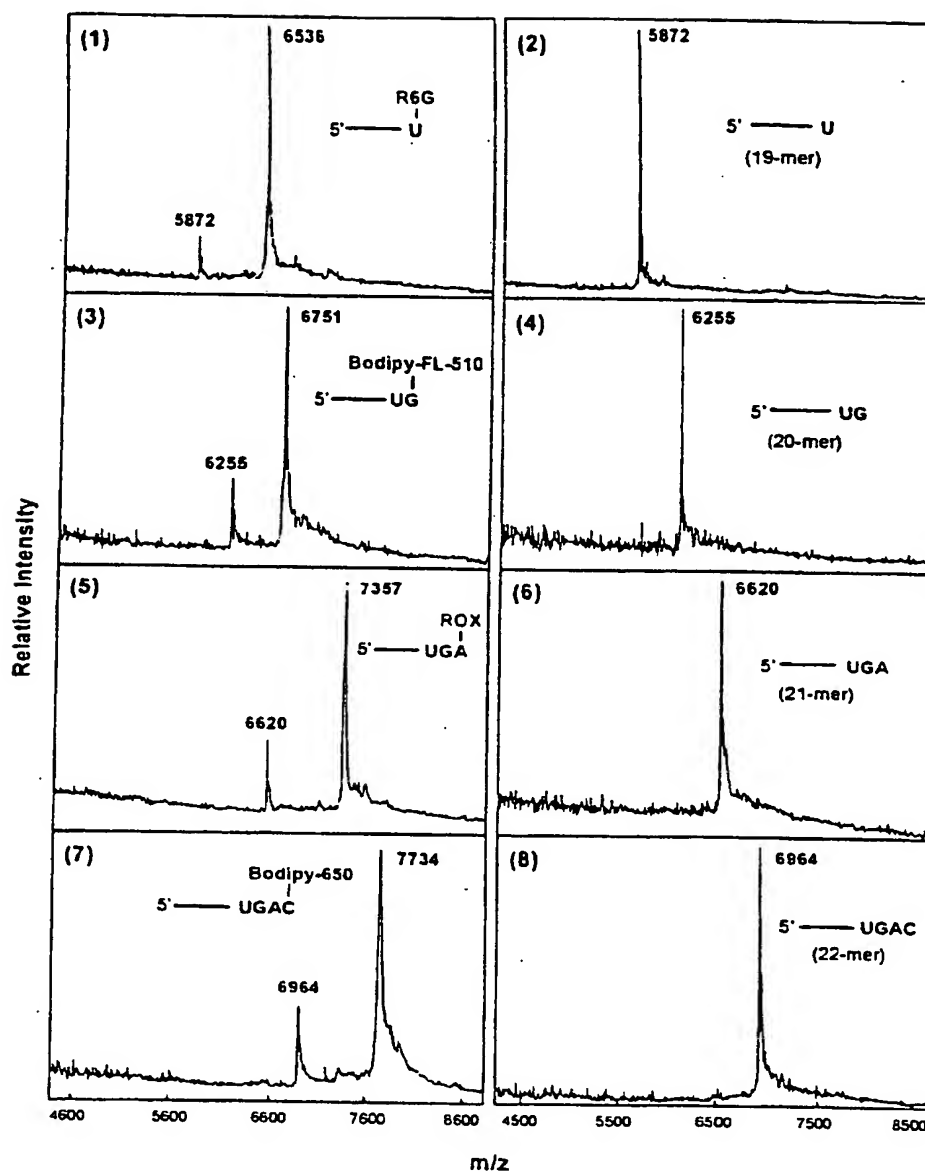 (1)
6536
R6G
5' U
5872
(2)
5872
5' U
(19-mer)
(3)
6751
Bodipy-FL-510
5' UG
6255
(4)
6255
5' UG
(20-mer)
(5)
7357
ROX
5' UGA
6620
(6)
6620
5' UGA
(21-mer)
(7)
7734
Bodipy-650
5' UGAC
6964
(8)
6964
5' UGAC
(22-mer)
Relative Intensity
4600 5600 6600 7600 8600
4500 5500 6500 7500 8500
m/z